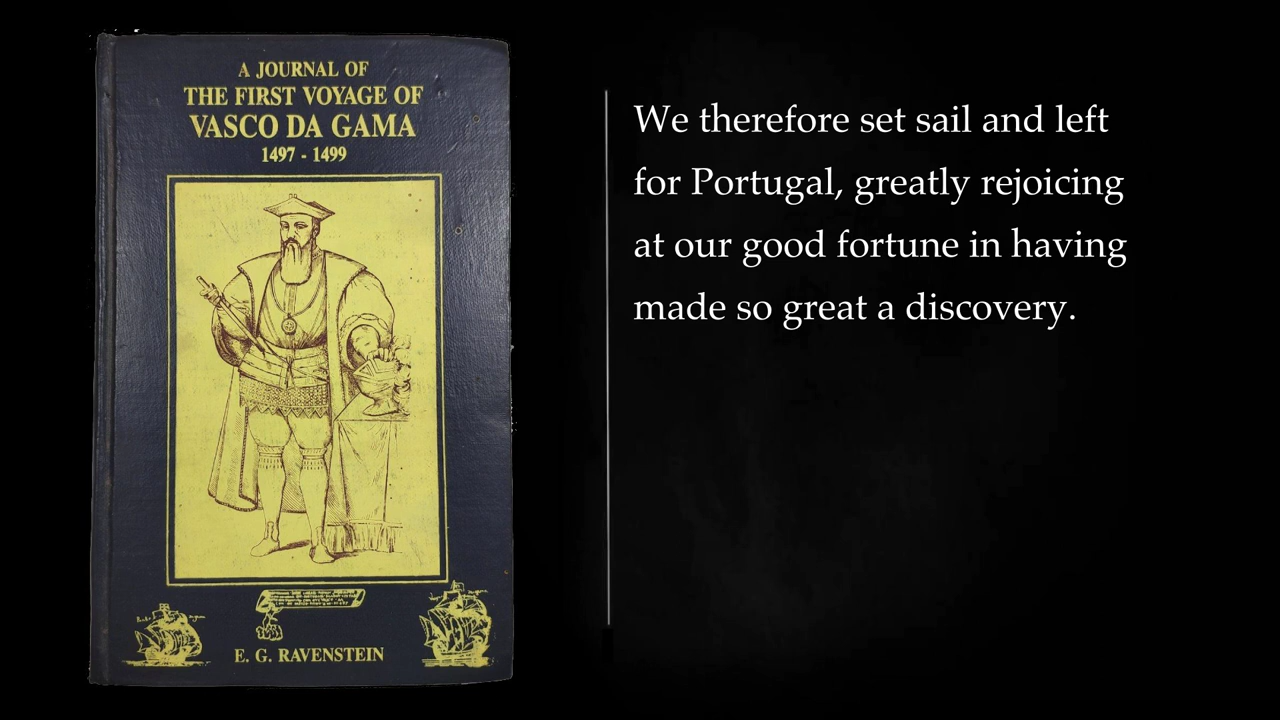 A JOURNAL OF
THE FIRST VOYAGE OF
VASCO DA GAMA
1497 - 1499
E. G. RAVENSTEIN
We therefore set sail and left
for Portugal, greatly rejoicing
at our good fortune in having
made so great a discovery.